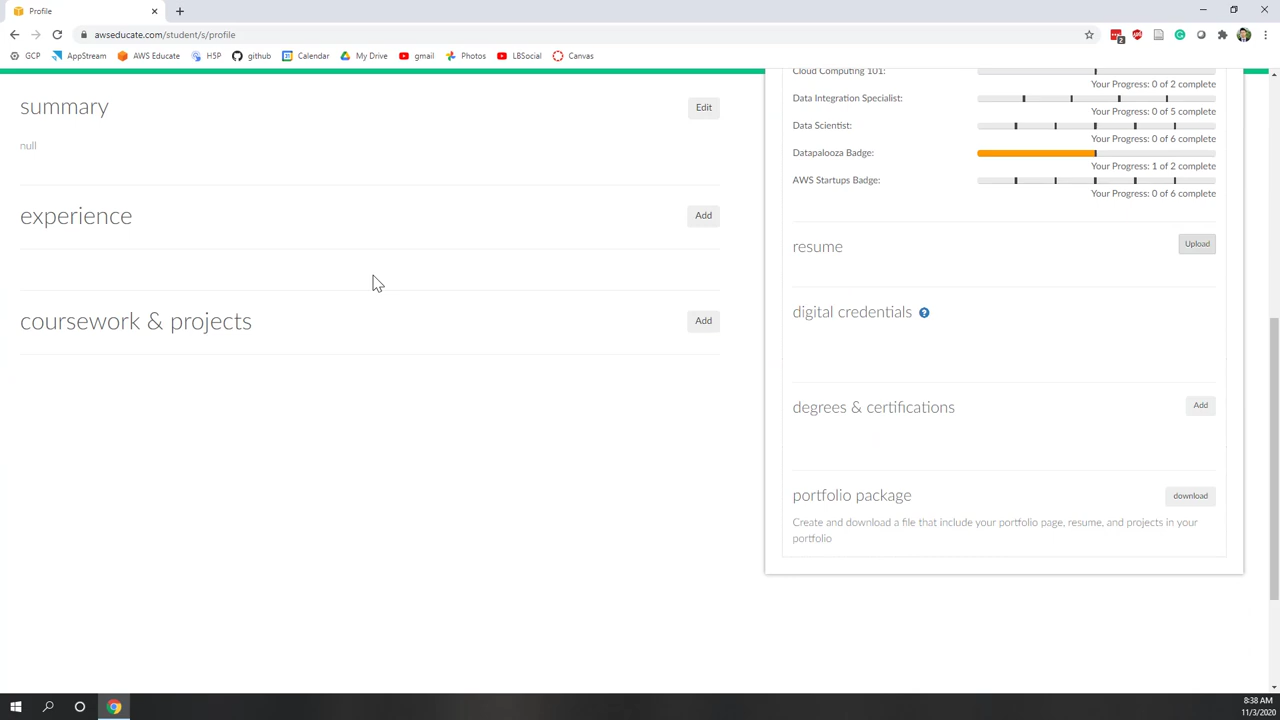 Profile
awseducate.com/student/s/profile
GCP AppStream AWS Educate H5P github Calendar My Drive gmail Photos LBSocial Canvas
2
summary
Edit
null
experience
Add
coursework & projects
Add
Cloud Computing 101:
Your Progress: 0 of 2 complete
Data Integration Specialist:
Your Progress: 0 of 5 complete
Data Scientist:
Your Progress: 0 of 6 complete
Datapalooza Badge:
Your Progress: 1 of 2 complete
AWS Startups Badge:
Your Progress: 0 of 6 complete
resume
Upload
digital credentials ?
degrees & certifications
Add
portfolio package
download
Create and download a file that include your portfolio page, resume, and projects in your
portfolio
8:38 AM
11/3/2020